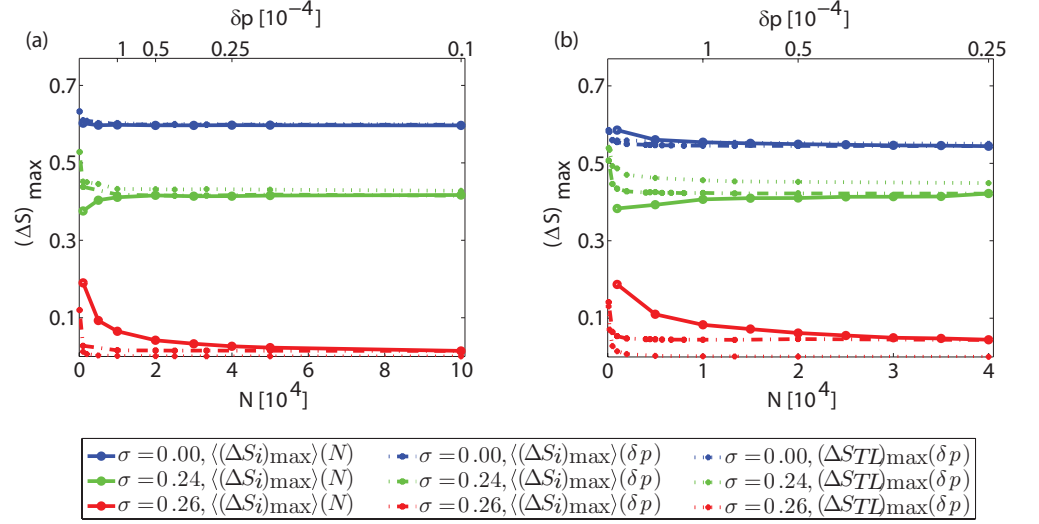 δp [10⁻⁴]
δp [10⁻⁴]
(a)
1 0.5 0.25 0.1
(b)
1 0.5 0.25
0.7
0.5
0.3
0.1
(ΔS)max
0.7
0.5
0.3
0.1
(ΔS)max
0 2 4 6 8 10
N [10⁴]
0 1 2 3 4
N [10⁴]
σ = 0.00, ⟨(ΔSi)max⟩(N) σ = 0.00, ⟨(ΔSi)max⟩(δp) σ = 0.00, (ΔSTL)max(δp)
σ = 0.24, ⟨(ΔSi)max⟩(N) σ = 0.24, ⟨(ΔSi)max⟩(δp) σ = 0.24, (ΔSTL)max(δp)
σ = 0.26, ⟨(ΔSi)max⟩(N) σ = 0.26, ⟨(ΔSi)max⟩(δp) σ = 0.26, (ΔSTL)max(δp)